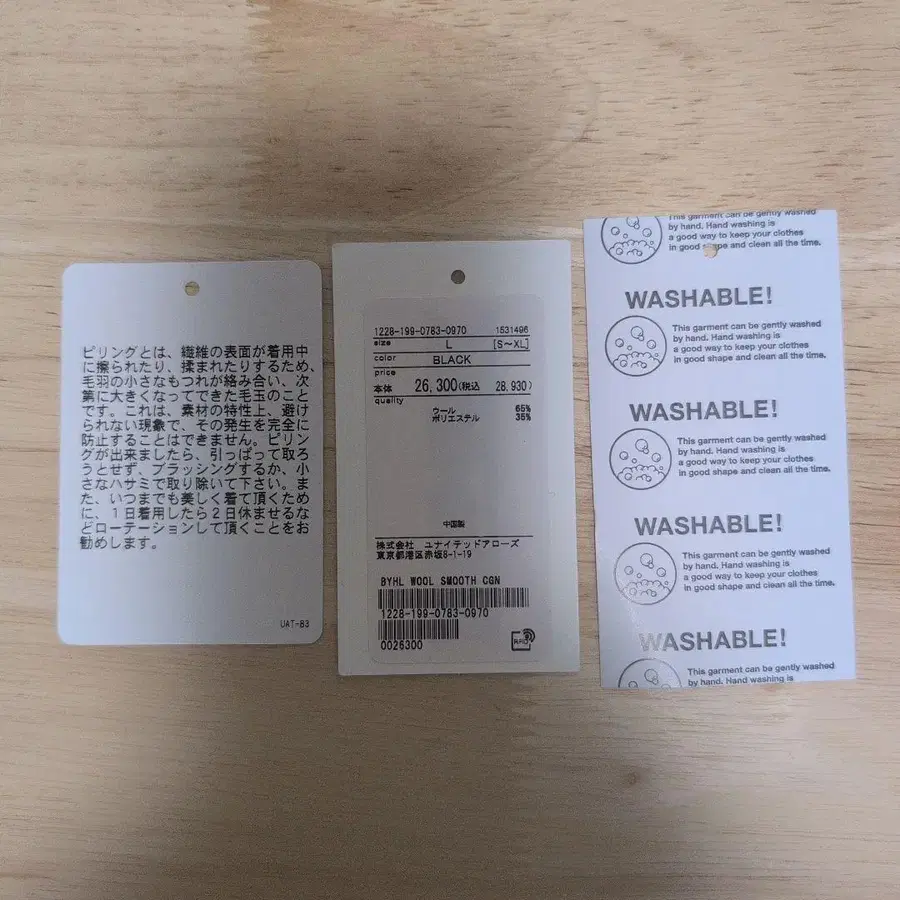 ピリングとは、繊維の表面が着用中
に擦られたり、揉まれたりするため、
毛羽の小さなもつれが絡み合い、次
第に大きくなってできた毛玉のこと
です。これは、素材の特性上、避け
られない現象で、その発生を完全に
防止することはできません。ピリン
グが出来ましたら、引っぱって取ろ
うとせず、ブラッシングするか、小
さなハサミで取り除いて下さい。ま
た、いつまでも美しく着て頂くため
に、1日着用したら2日休ませるな
どローテーションして頂くことをお
勧めします。
UAT-83
1228-199-0783-0970 1531496
size L [S~XL]
color BLACK
price
本体 26,300(税込 28,930)
quality
ウール 65%
ポリエステル 35%
中国製
株式会社 ユナイテッドアローズ
東京都港区赤坂8-1-19
BYHL WOOL SMOOTH CGN
1228-199-0783-0970
0026300
RFID
This garment can be gently washed
by hand. Hand washing is
a good way to keep your clothes
in good shape and clean all the time.
WASHABLE!
This garment can be gently washed
by hand. Hand washing is
a good way to keep your clothes
in good shape and clean all the time.
WASHABLE!
This garment can be gently washed
by hand. Hand washing is
a good way to keep your clothes
in good shape and clean all the time.
WASHABLE!
This garment can be gently washed
by hand. Hand washing is
a good way to keep your clothes
in good shape and clean all the time.
WASHABLE!
This garment can be gently washed
by hand. Hand washing is